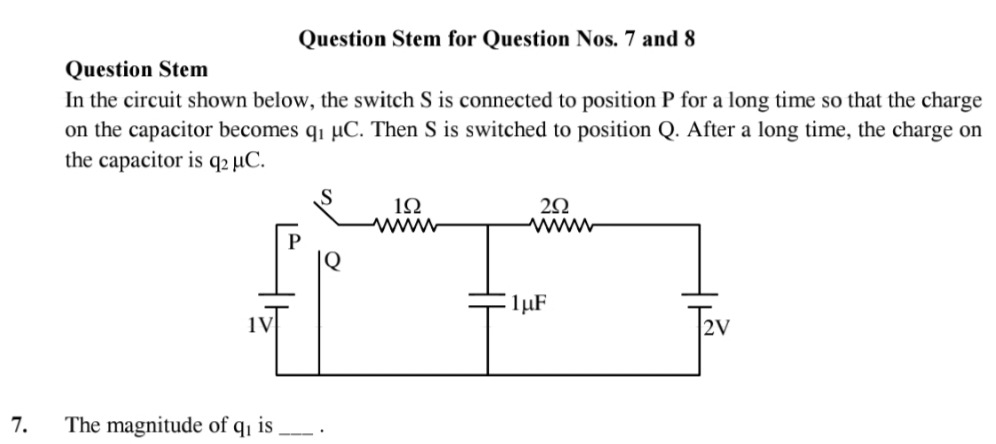 Question Stem for Question Nos. 7 and 8
Question Stem
In the circuit shown below, the switch S is connected to position P for a long time so that the charge
on the capacitor becomes q₁ μC. Then S is switched to position Q. After a long time, the charge on
the capacitor is q₂ μC.
S
1Ω
2Ω
P
Q
1μF
1V
2V
7. The magnitude of q₁ is ___ .